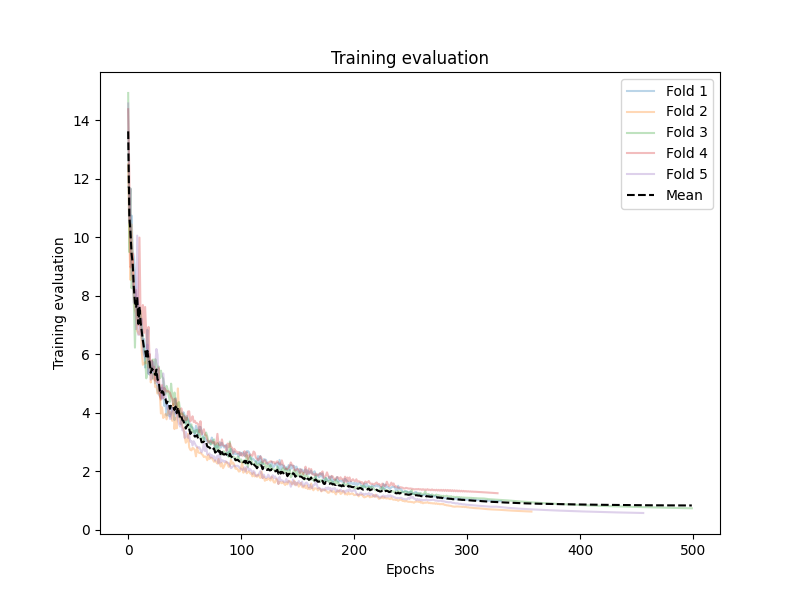 Training evaluation
Fold 1
Fold 2
Fold 3
Fold 4
Fold 5
Mean
Training evaluation
14
12
10
8
6
4
2
0
0 100 200 300 400 500
Epochs